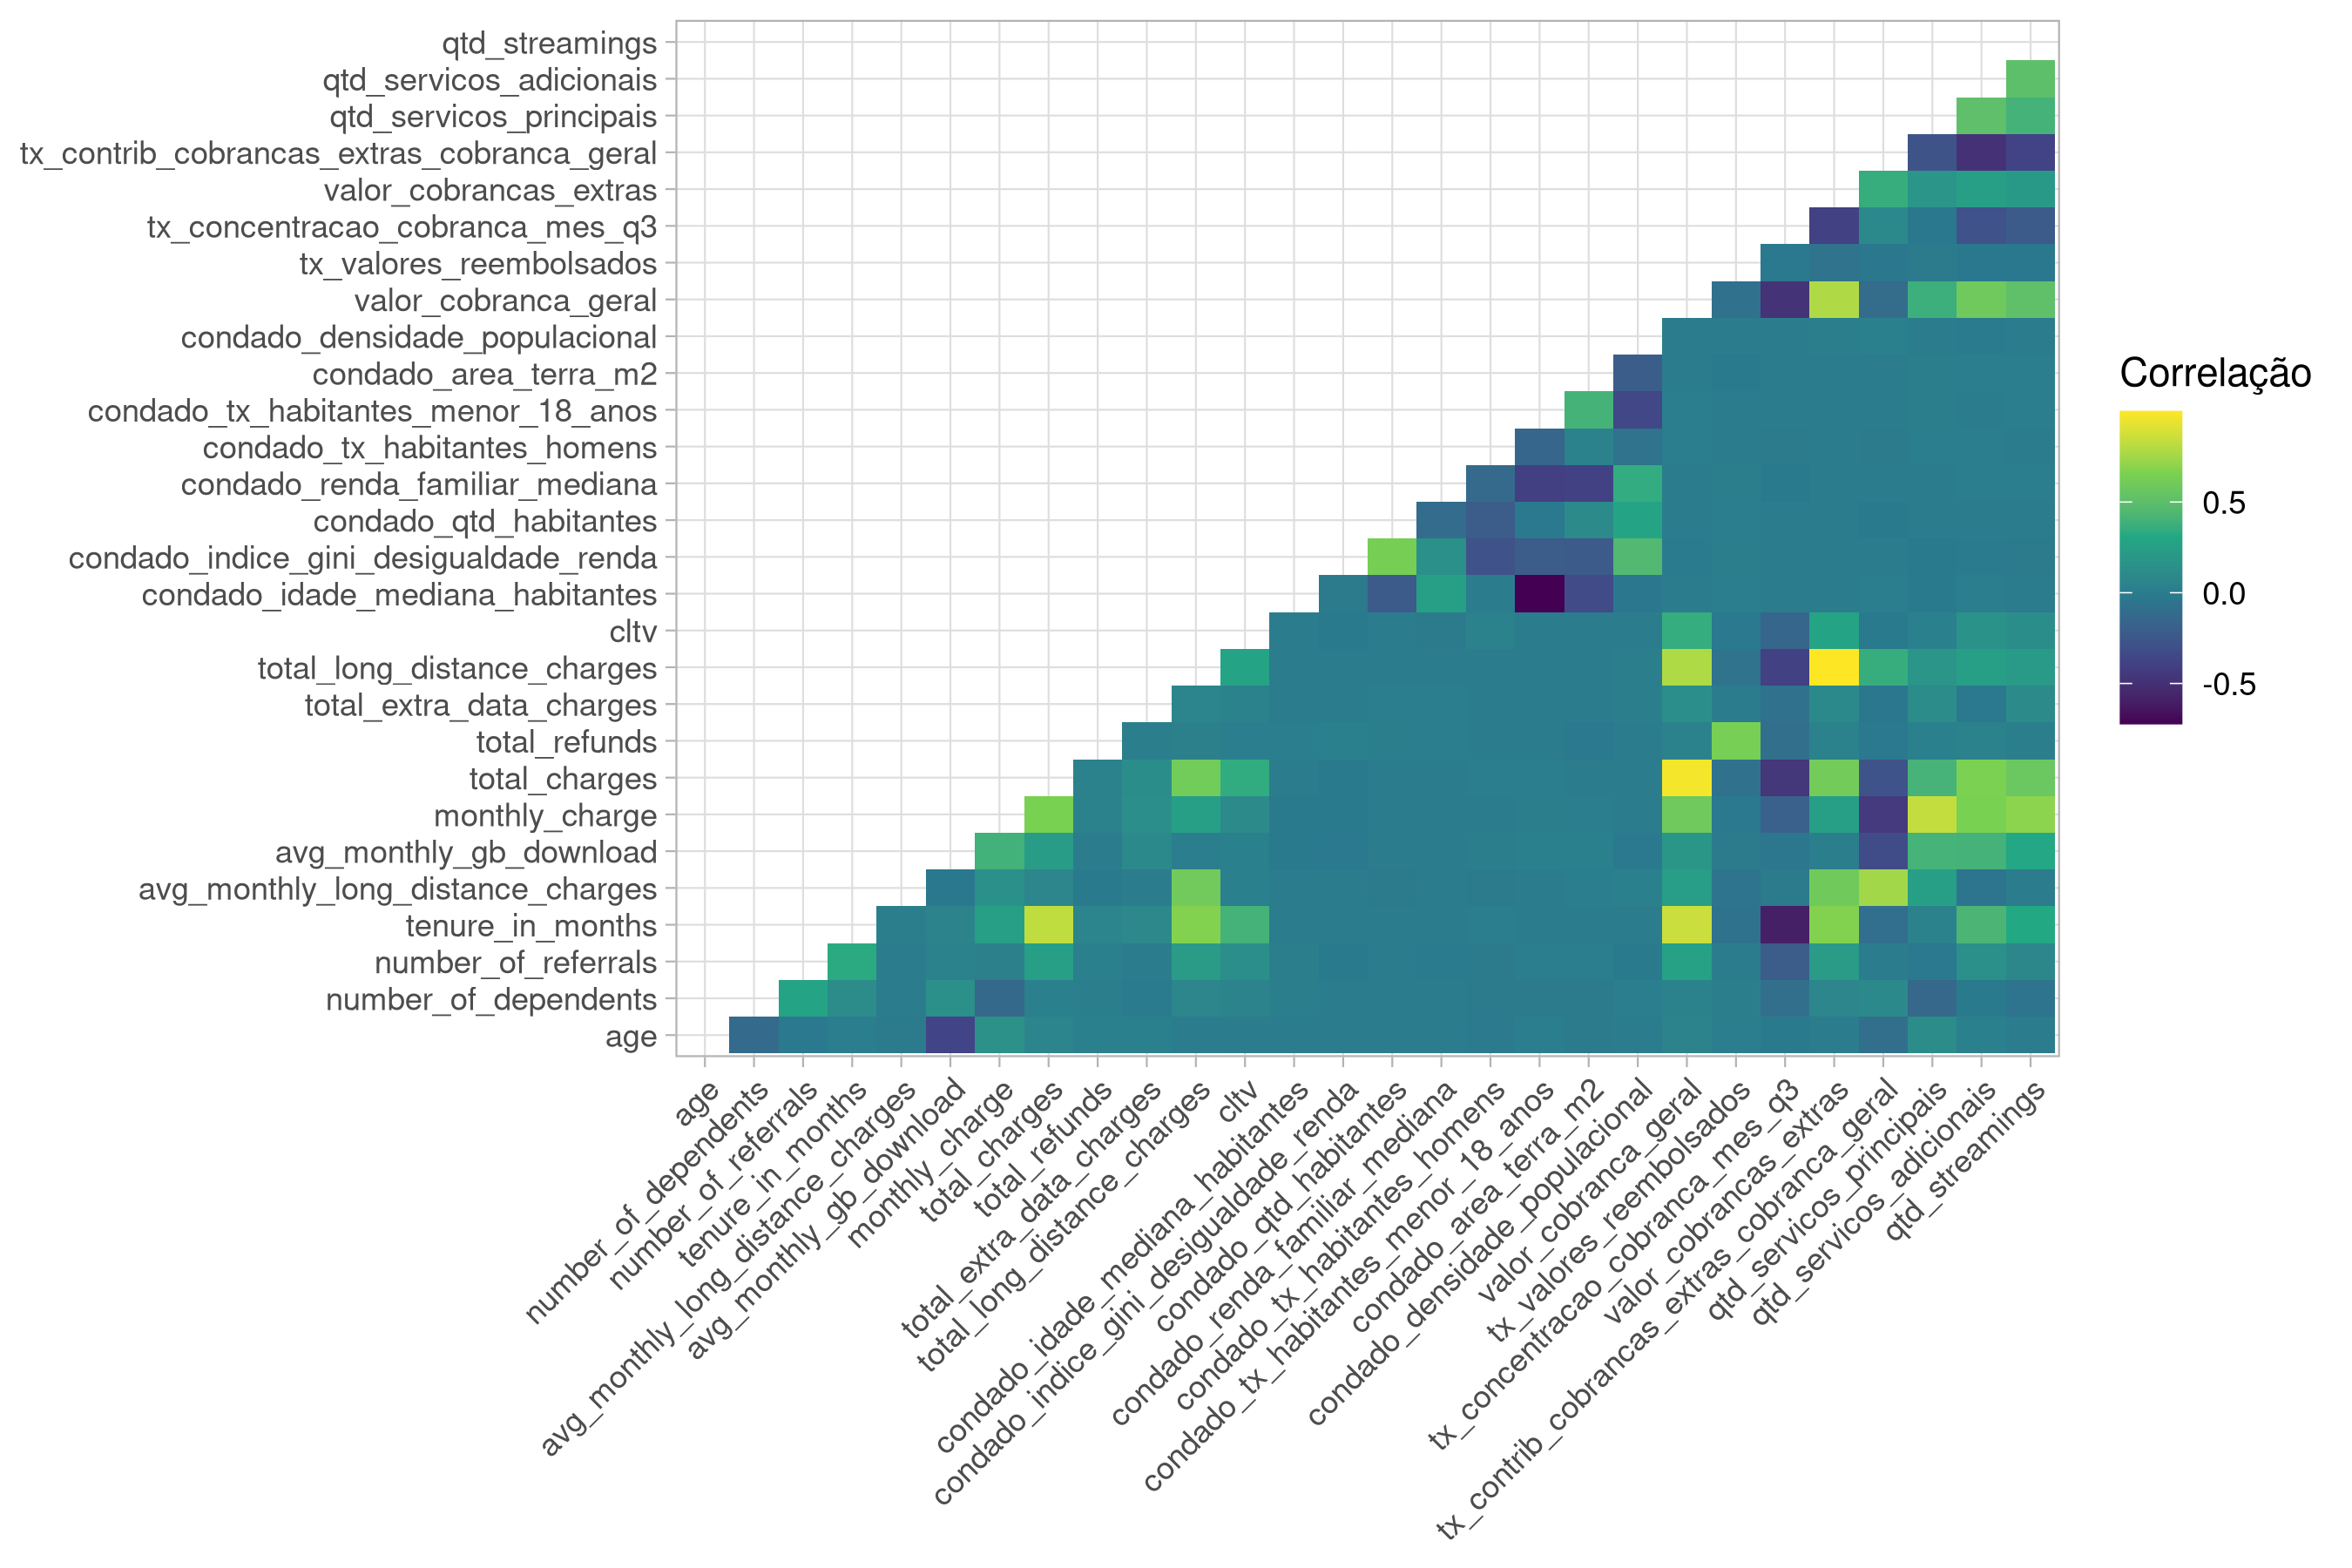 qtd_streamings
qtd_servicos_adicionais
qtd_servicos_principais
tx_contrib_cobrancas_extras_cobranca_geral
valor_cobrancas_extras
tx_concentracao_cobranca_mes_q3
tx_valores_reembolsados
valor_cobranca_geral
condado_densidade_populacional
condado_area_terra_m2
condado_tx_habitantes_menor_18_anos
condado_tx_habitantes_homens
condado_renda_familiar_mediana
condado_qtd_habitantes
condado_indice_gini_desigualdade_renda
condado_idade_mediana_habitantes
cltv
total_long_distance_charges
total_extra_data_charges
total_refunds
total_charges
monthly_charge
avg_monthly_gb_download
avg_monthly_long_distance_charges
tenure_in_months
number_of_referrals
number_of_dependents
age
age
number_of_dependents
number_of_referrals
tenure_in_months
avg_monthly_long_distance_charges
avg_monthly_gb_download
monthly_charge
total_charges
total_refunds
total_extra_data_charges
total_long_distance_charges
cltv
condado_idade_mediana_habitantes
condado_indice_gini_desigualdade_renda
condado_qtd_habitantes
condado_renda_familiar_mediana
condado_tx_habitantes_homens
condado_tx_habitantes_menor_18_anos
condado_area_terra_m2
condado_densidade_populacional
valor_cobranca_geral
tx_valores_reembolsados
tx_concentracao_cobranca_mes_q3
valor_cobrancas_extras
tx_contrib_cobrancas_extras_cobranca_geral
qtd_servicos_principais
qtd_servicos_adicionais
qtd_streamings
Correlação
0.5
0.0
-0.5